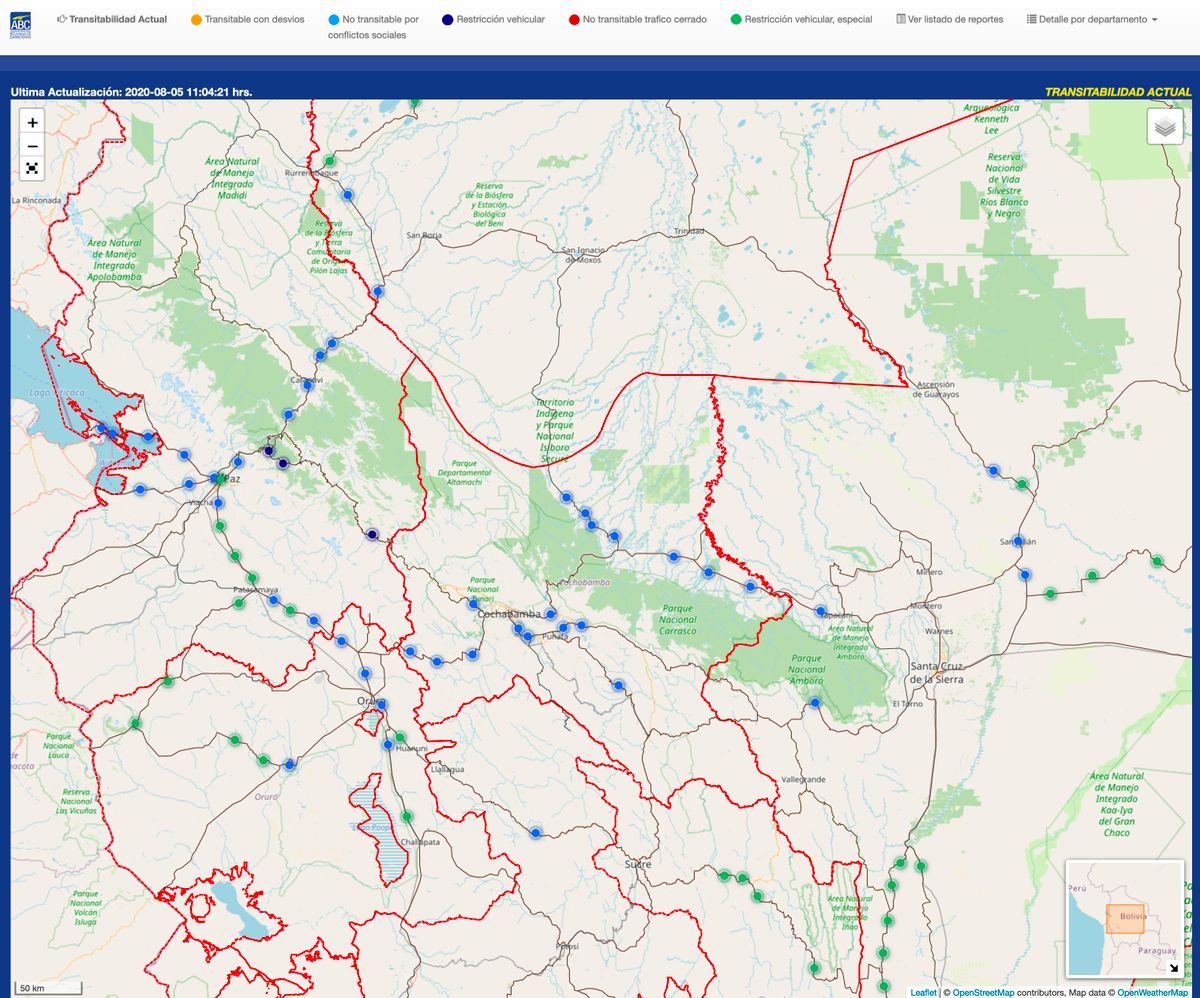 ABC
Transitabilidad Actual
Transitable con desvios
No transitable por
conflictos sociales
Restricción vehicular
No transitable trafico cerrado
Restricción vehicular, especial
Ver listado de reportes
Detalle por departamento
Ultima Actualización: 2020-08-05 11:04:21 hrs.
TRANSITABILIDAD ACTUAL
+
−
Arqueológica
Kenneth
Lee
Área Natural
de Manejo
Integrado
Madidi
Rurrenabaque
La Rinconada
Reserva
de la Biósfera
y Estación
Biológica
del Beni
Reserva
Nacional
de Vida
Silvestre
Ríos Blanco
y Negro
Reserva
de la Biósfera
y Tierra
Comunitaria
de Origen
Pilón Lajas
San Borja
Trinidad
San Ignacio
de Moxos
Área Natural
de Manejo
Integrado
Apolobamba
Caranavi
Ascensión
de Guarayos
Lago Titicaca
Territorio
Indígena
y Parque
Nacional
Isiboro
Secure
Parque
Departamental
Altamachi
Paz
Viacha
San Julián
Patacamaya
Parque
Nacional
Tunari
Cochabamba
Cochabamba
Punata
Mineró
Montero
Warnes
Parque
Nacional
Carrasco
Yapacaní
Área Natural
de Manejo
Integrado
Amboró
Parque
Nacional
Amboró
Santa Cruz
de la Sierra
El Torno
Oruro
Huanuni
Llallagua
Parque
Nacional
Lauca
Reserva
Nacional
Las Vicuñas
Oruro
Vallegrande
Área Natural
de Manejo
Integrado
Kaa-Iya
del Gran
Chaco
Lago Poopó
Challapata
Sucre
Parque
Nacional
Volcán
Isluga
Área Natural
de Manejo
Integrado
Iñao
Potosí
Perú
Bolivia
Paraguay
50 km
Leaflet | © OpenStreetMap contributors, Map data © OpenWeatherMap